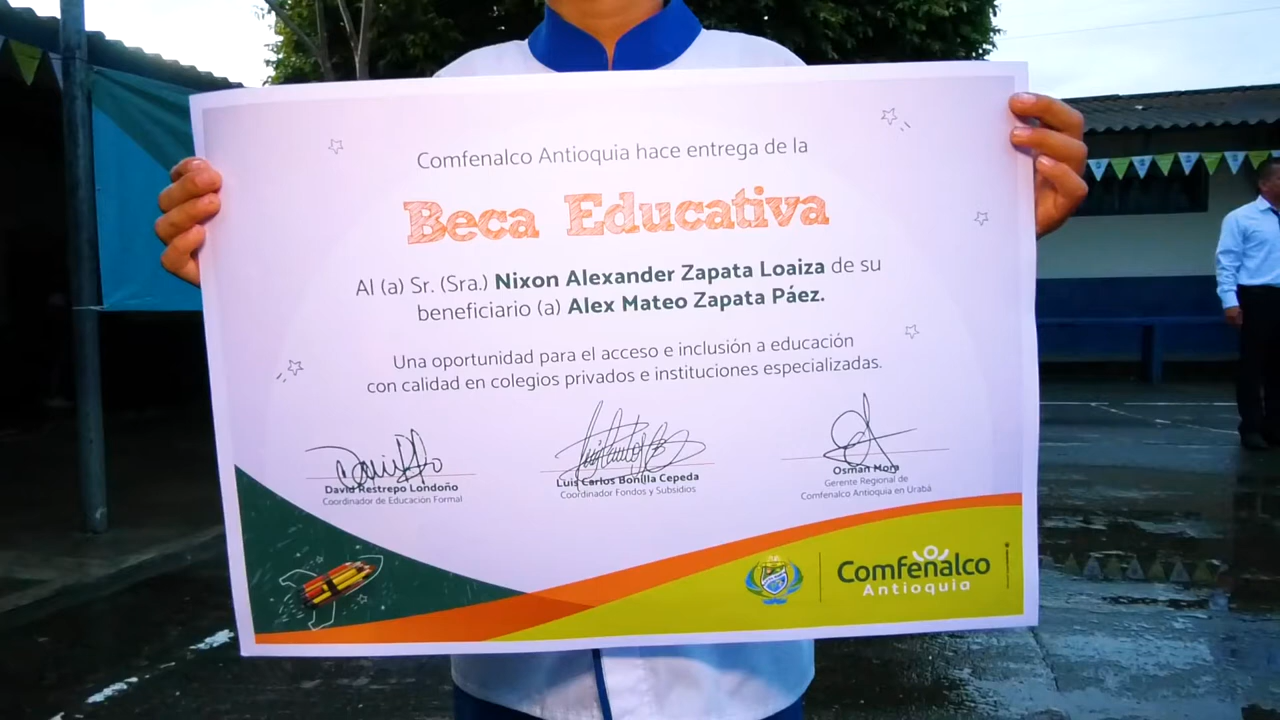 Comfenalco Antioquia hace entrega de la
Beca Educativa
Al (a) Sr. (Sra.) Nixon Alexander Zapata Loaiza de su
beneficiario (a) Alex Mateo Zapata Páez.
Una oportunidad para el acceso e inclusión a educación
con calidad en colegios privados e instituciones especializadas.
David Restrepo Londoño
Coordinador de Educación Formal
Luis Carlos Bonilla Cepeda
Coordinador Fondos y Subsidios
Osman Mora
Gerente Regional de
Comfenalco Antioquia en Urabá
Comfenalco
Antioquia